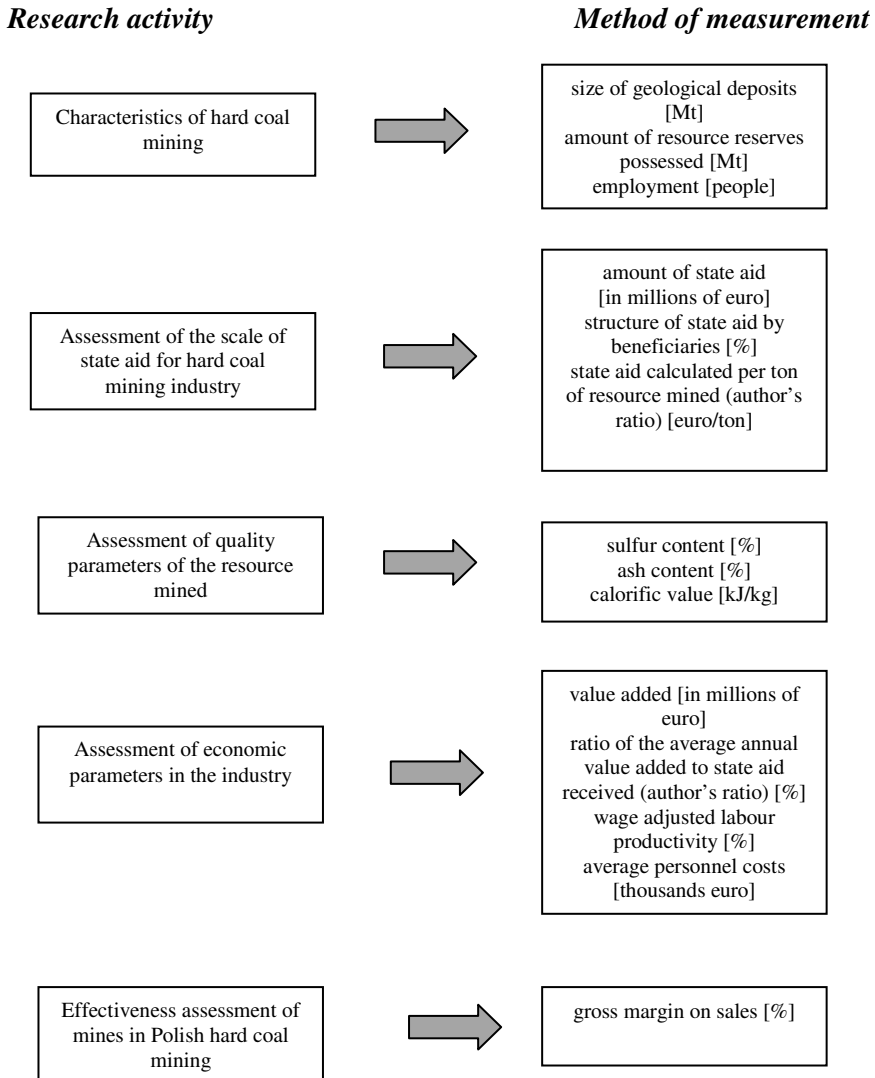 Research activity
Method of measurement
Characteristics of hard coal
mining
size of geological deposits
[Mt]
amount of resource reserves
possessed [Mt]
employment [people]
Assessment of the scale of
state aid for hard coal
mining industry
amount of state aid
[in millions of euro]
structure of state aid by
beneficiaries [%]
state aid calculated per ton
of resource mined (author's
ratio) [euro/ton]
Assessment of quality
parameters of the resource
mined
sulfur content [%]
ash content [%]
calorific value [kJ/kg]
Assessment of economic
parameters in the industry
value added [in millions of
euro]
ratio of the average annual
value added to state aid
received (author's ratio) [%]
wage adjusted labour
productivity [%]
average personnel costs
[thousands euro]
Effectiveness assessment of
mines in Polish hard coal
mining
gross margin on sales [%]